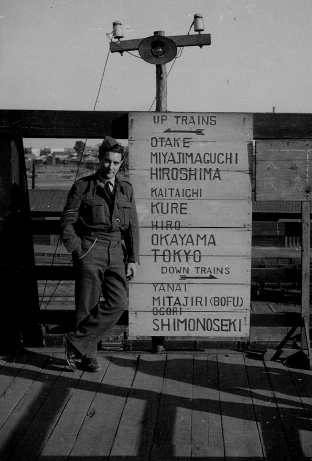 UP TRAINS
OTAKE
MIYAJIMAGUCHI
HIROSHIMA
KAITAICHI
KURE
HIRO
OKAYAMA
TOKYO
DOWN TRAINS
YANAI
MITAJIRI (BOFU)
OGORI
SHIMONOSEKI